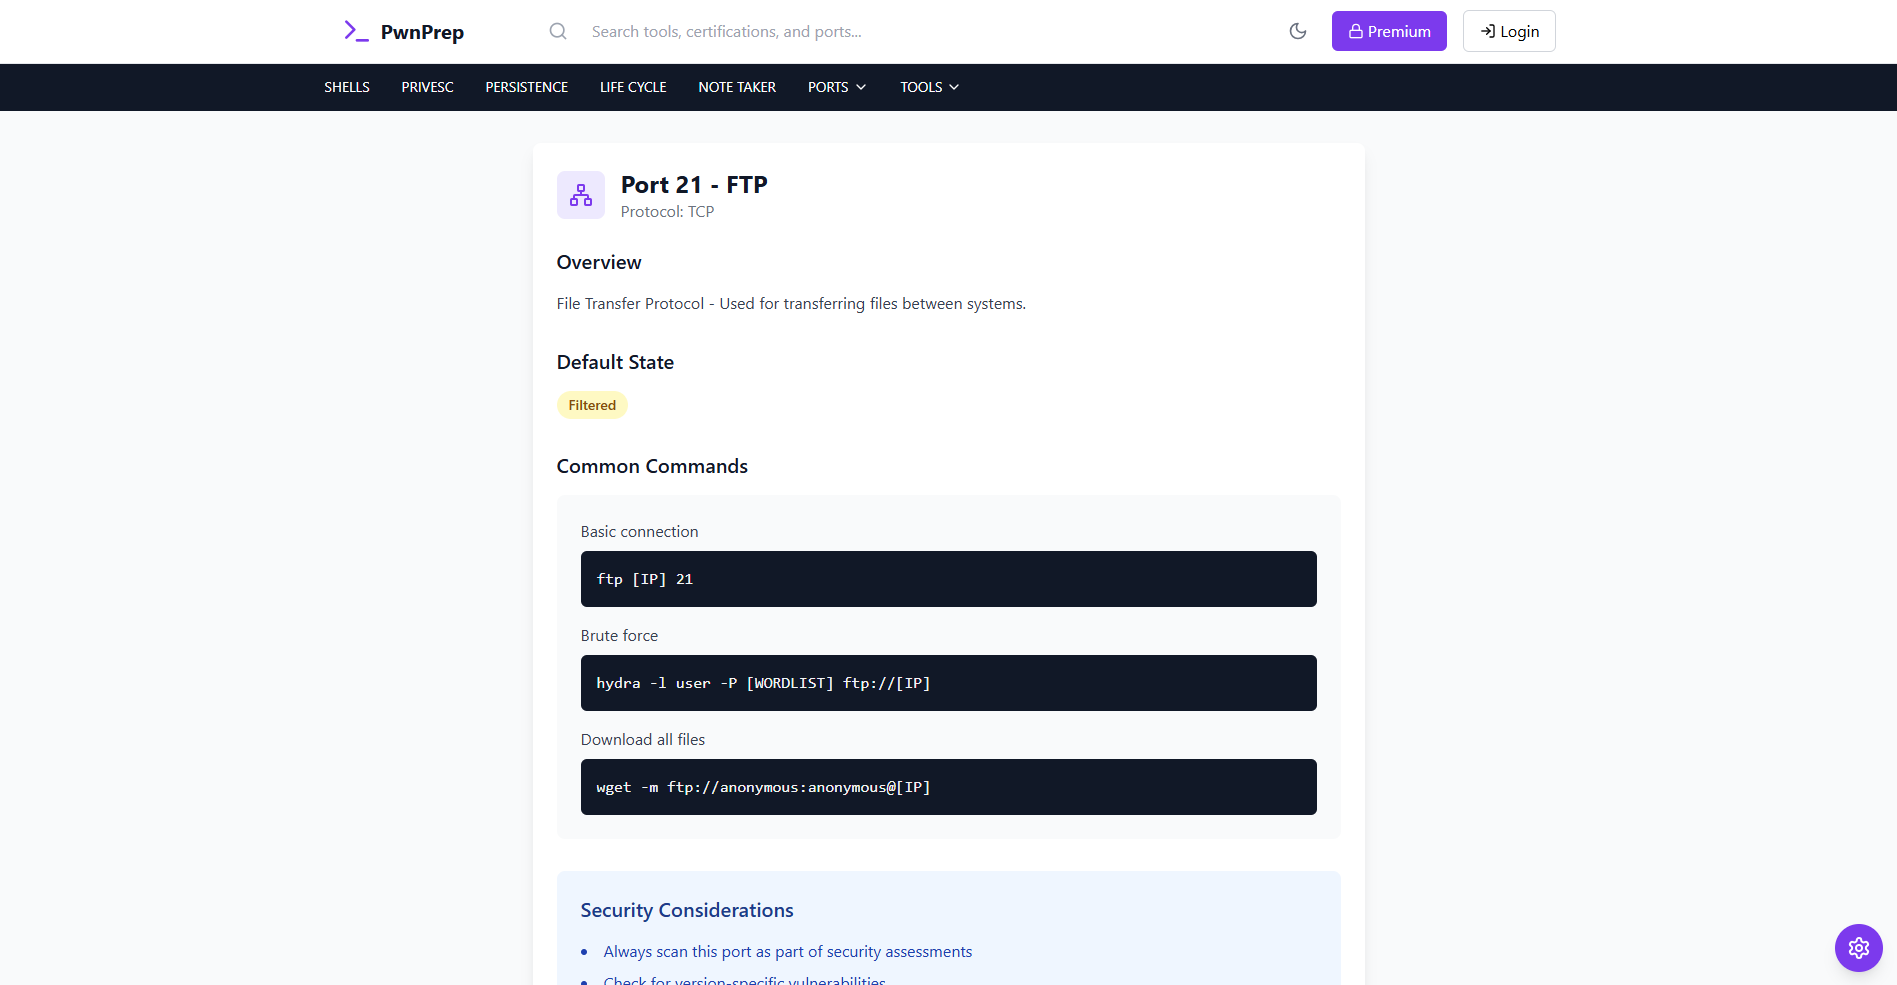 PwnPrep
Search tools, certifications, and ports...
Premium
Login
SHELLS
PRIVESC
PERSISTENCE
LIFE CYCLE
NOTE TAKER
PORTS
TOOLS
Port 21 - FTP
Protocol: TCP
Overview
File Transfer Protocol - Used for transferring files between systems.
Default State
Filtered
Common Commands
Basic connection
ftp [IP] 21
Brute force
hydra -l user -P [WORDLIST] ftp://[IP]
Download all files
wget -m ftp://anonymous:anonymous@[IP]
Security Considerations
• Always scan this port as part of security assessments
• Check for version-specific vulnerabilities